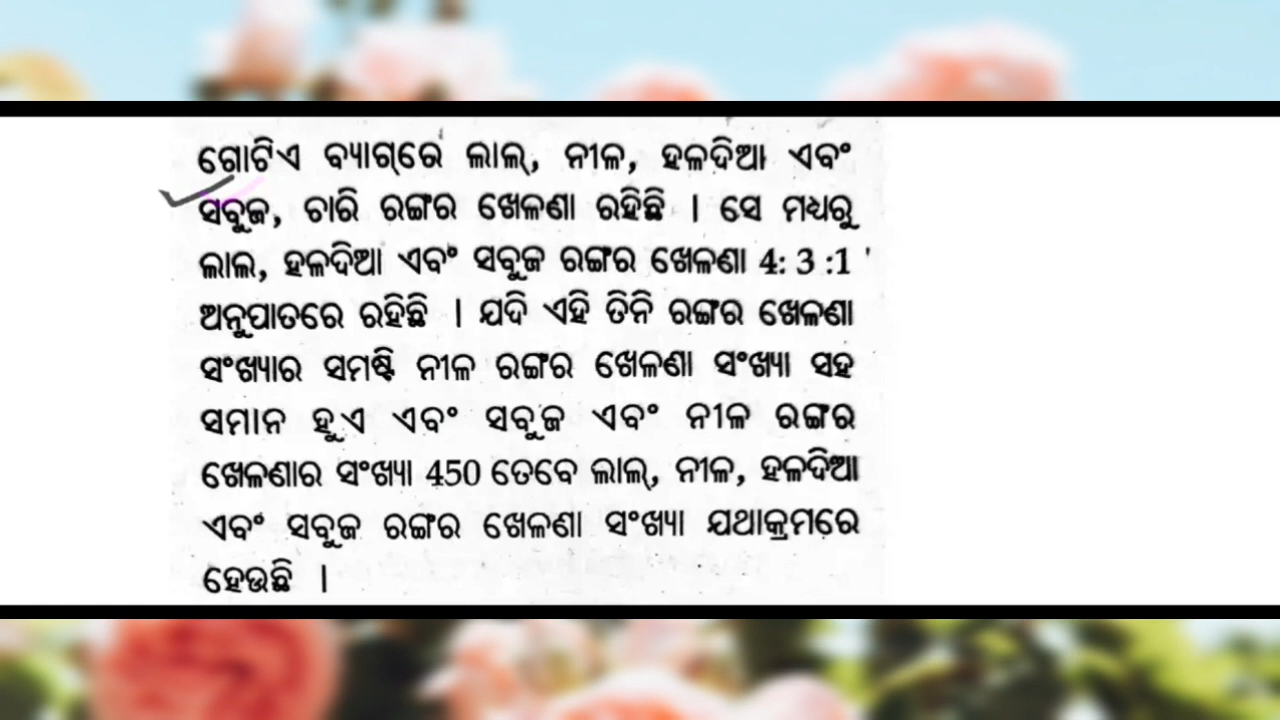 ଗୋଟିଏ ବ୍ୟାଗ୍‌ରେ ଲାଲ୍, ନୀଳ, ହଳଦିଆ ଏବଂ
ସବୁଜ, ଚାରି ରଙ୍ଗର ଖେଳଣା ରହିଛି । ସେ ମଧ୍ୟରୁ
ଲାଲ, ହଳଦିଆ ଏବଂ ସବୁଜ ରଙ୍ଗର ଖେଳଣା 4: 3 :1
ଅନୁପାତରେ ରହିଛି । ଯଦି ଏହି ତିନି ରଙ୍ଗର ଖେଳଣା
ସଂଖ୍ୟାର ସମଷ୍ଟି ନୀଳ ରଙ୍ଗର ଖେଳଣା ସଂଖ୍ୟା ସହ
ସମାନ ହୁଏ ଏବଂ ସବୁଜ ଏବଂ ନୀଳ ରଙ୍ଗର
ଖେଳଣାର ସଂଖ୍ୟା 450 ତେବେ ଲାଲ୍, ନୀଳ, ହଳଦିଆ
ଏବଂ ସବୁଜ ରଙ୍ଗର ଖେଳଣା ସଂଖ୍ୟା ଯଥାକ୍ରମରେ
ହେଉଛି ।